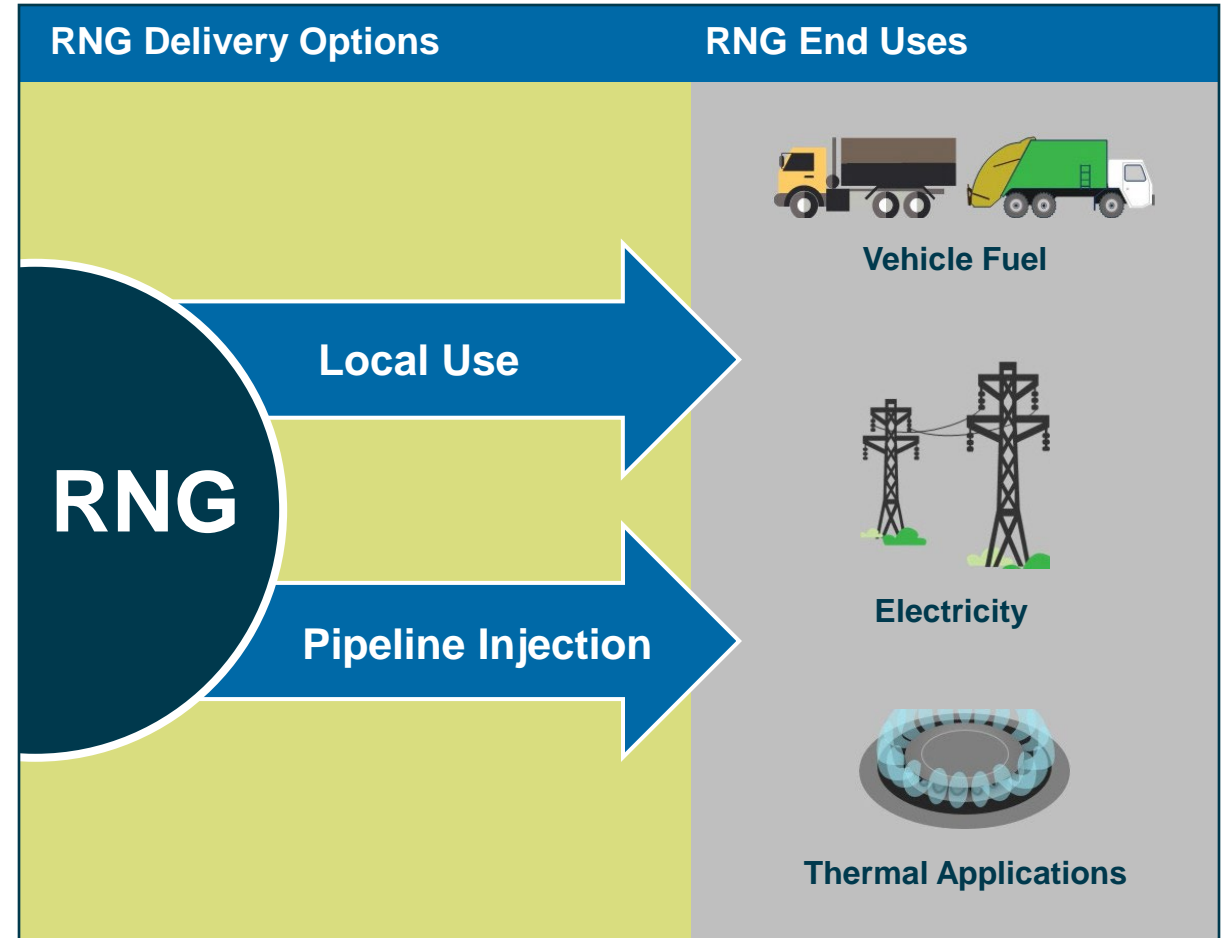 RNG Delivery Options
RNG End Uses
RNG
Local Use
Pipeline Injection
Vehicle Fuel
Electricity
Thermal Applications